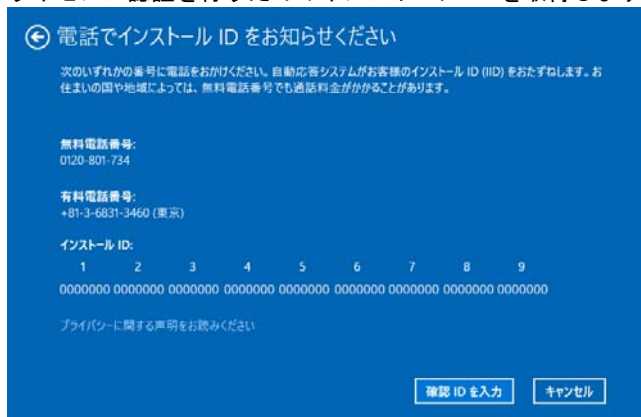 電話でインストール ID をお知らせください
次のいずれかの番号に電話をおかけください。自動応答システムがお客様のインストール ID (IID) をおたずねします。お
住まいの国や地域によっては、無料電話番号でも通話料金がかかることがあります。
無料電話番号:
0120-801-734
有料電話番号:
+81-3-6831-3460 (東京)
インストール ID:
1 2 3 4 5 6 7 8 9
0000000 0000000 0000000 0000000 0000000 0000000 0000000 0000000 0000000
プライバシーに関する声明をお読みください
確認 ID を入力 キャンセル